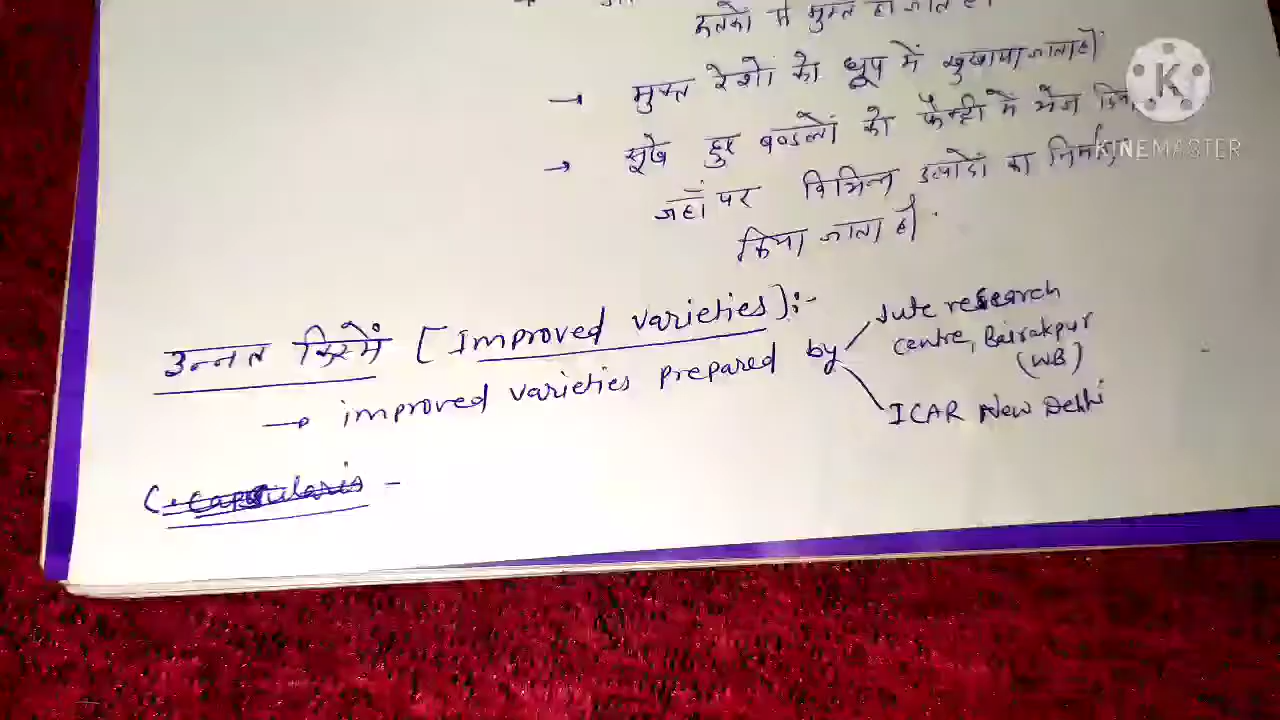 से मुक्त हो जाते है।
→ मुक्त रेशों को धूप में सुखाया जाता है।
→ सूखे हुए बण्डलों को फैक्ट्री में भेज
जहाँ पर विभिन्न उत्पादों का निर्माण
किया जाता है।
उन्नत किस्में [Improved varieties]:-
→ improved varieties prepared by
Jute research
centre, Barrakpur
(WB)
ICAR New Delhi
C. capsularis -
K
KINEMASTER